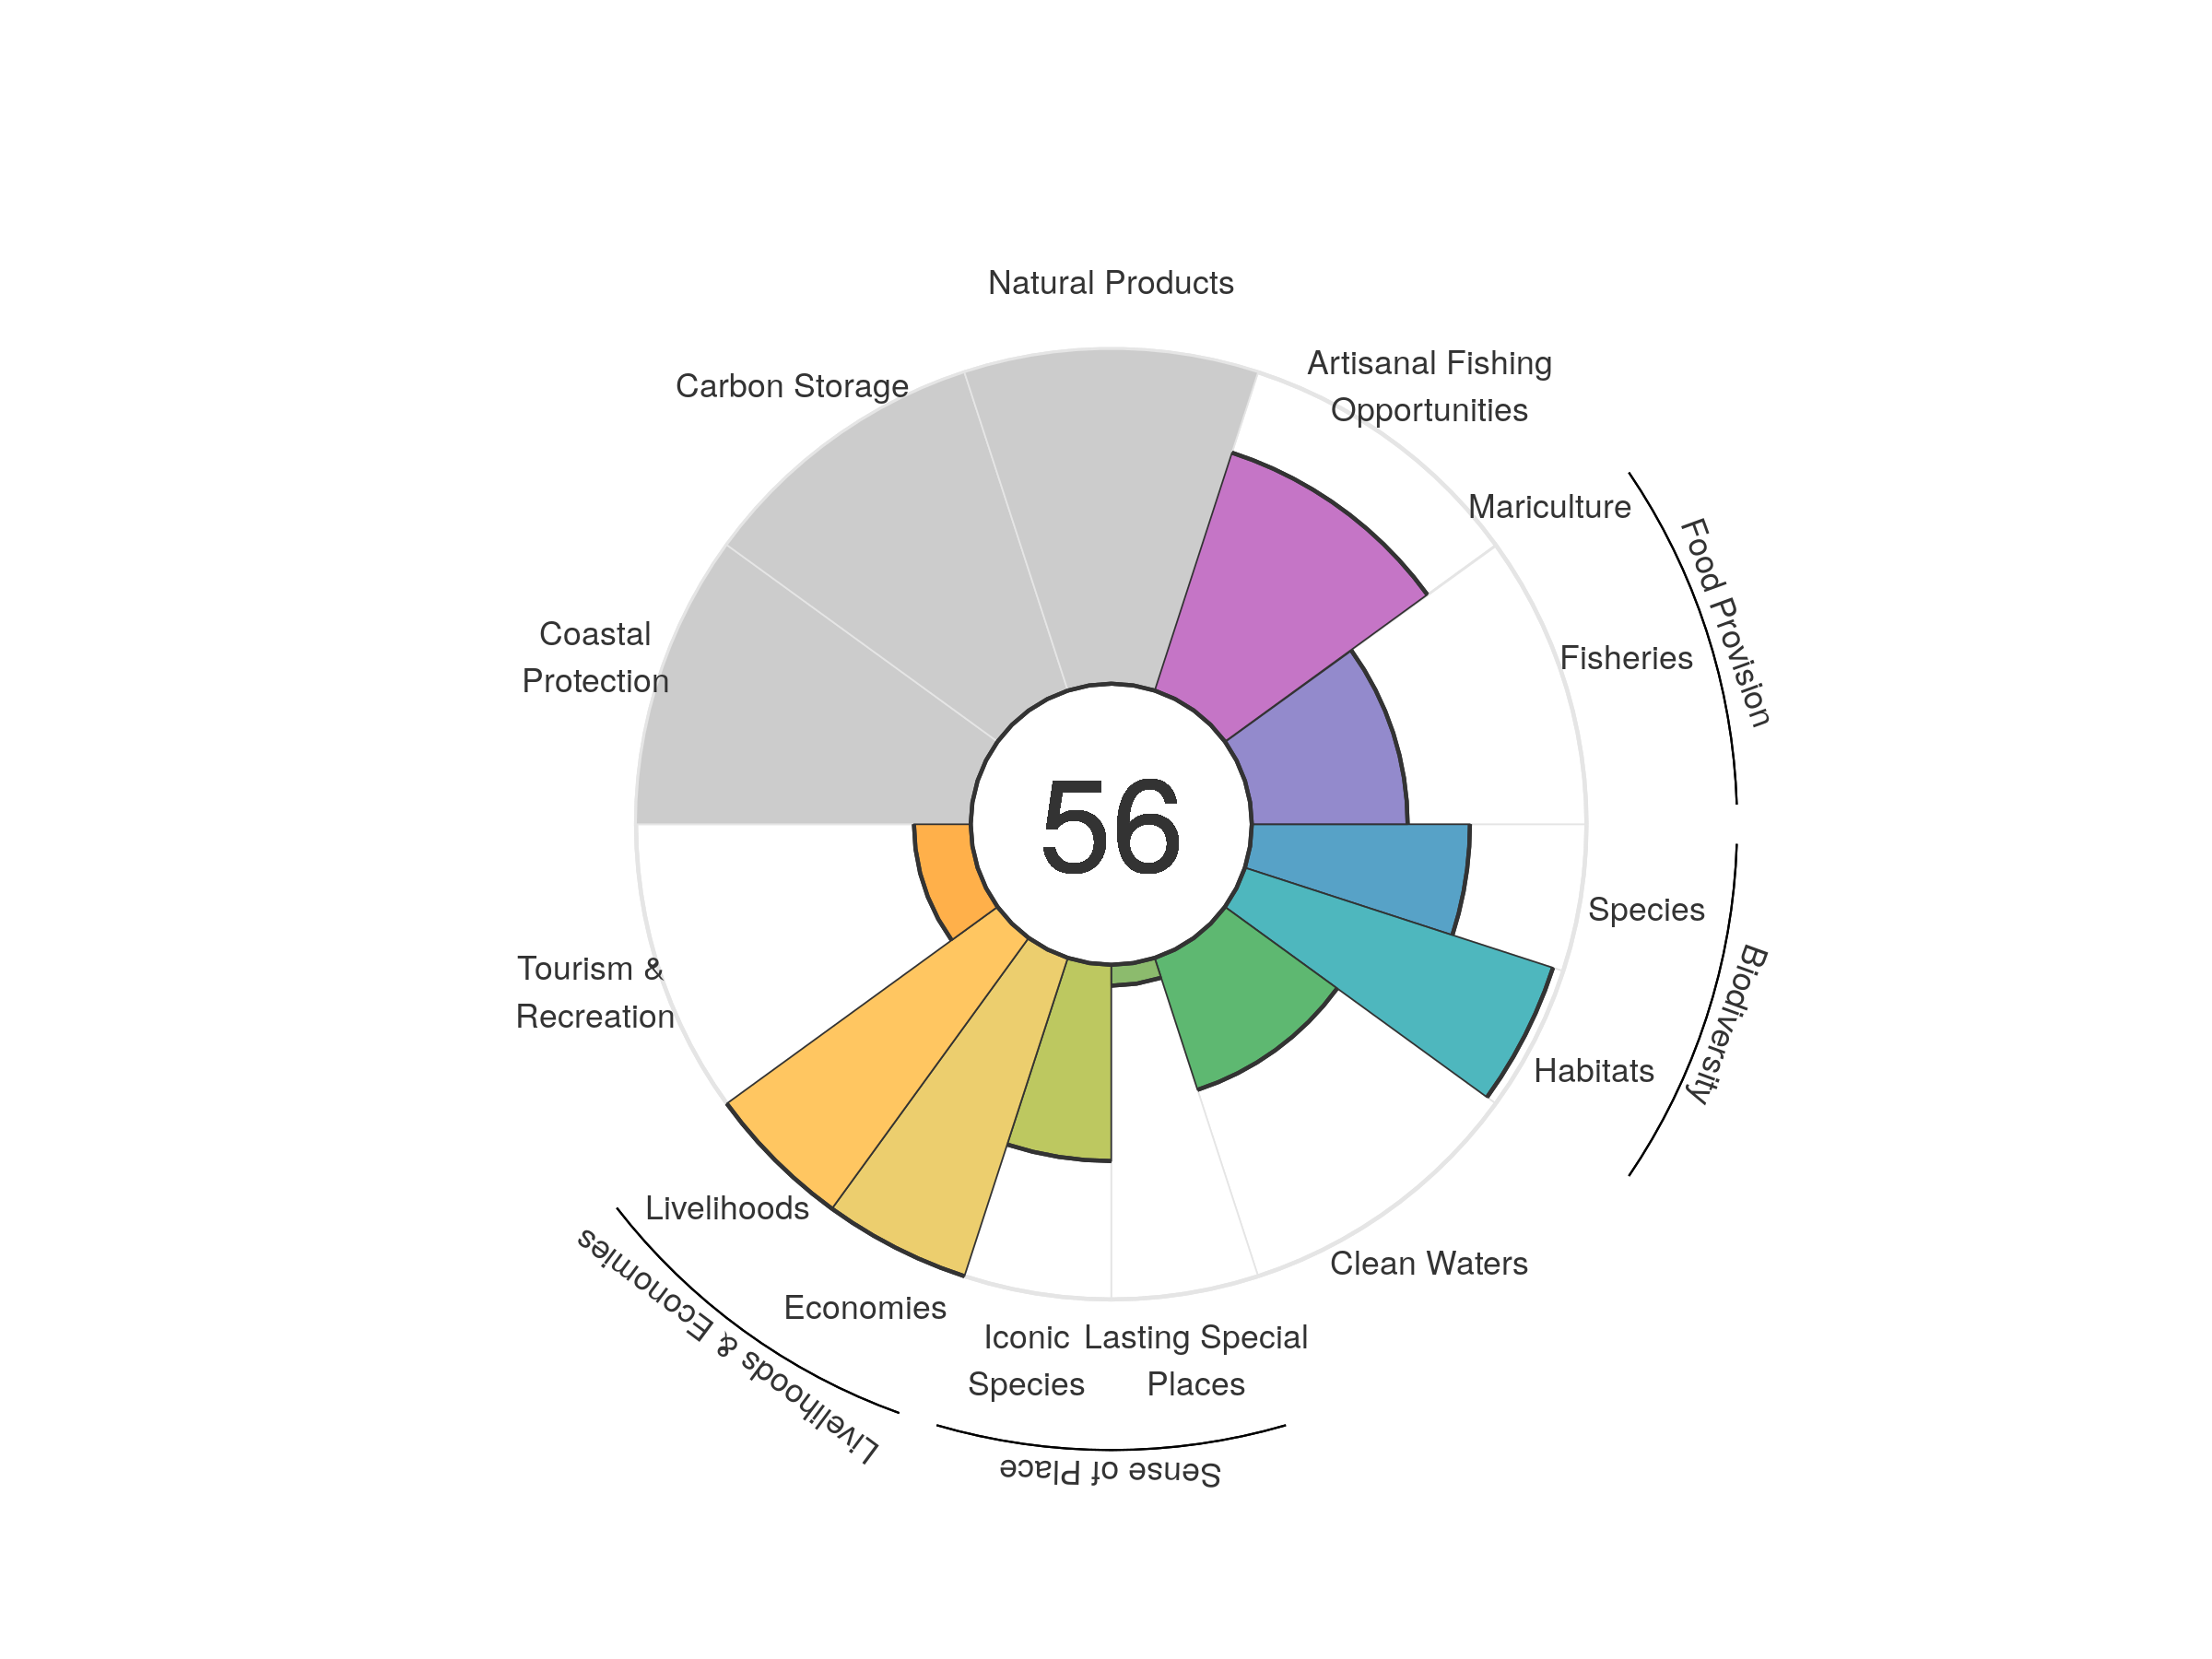 Natural Products
Artisanal Fishing
Opportunities
Carbon Storage
Mariculture
Food Provision
Coastal
Protection
Fisheries
56
Species
Biodiversity
Tourism &
Recreation
Habitats
Livelihoods
Clean Waters
Livelihoods & Economies
Economies
Iconic
Species
Lasting Special
Places
Sense of Place